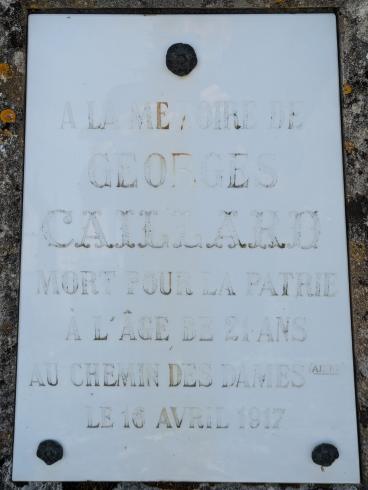 A LA MEMOIRE DE
GEORGES
CAILLARD
MORT POUR LA PATRIE
À L'ÂGE DE 21 ANS
AU CHEMIN DES DAMES (AISNE)
LE 16 AVRIL 1917